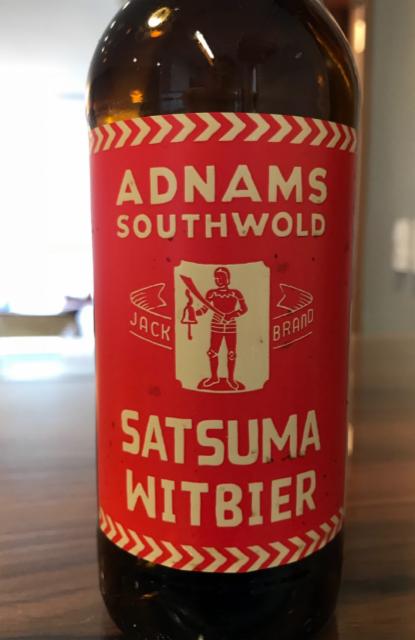 ADNAMS
SOUTHWOLD
JACK BRAND
SATSUMA
WITBIER